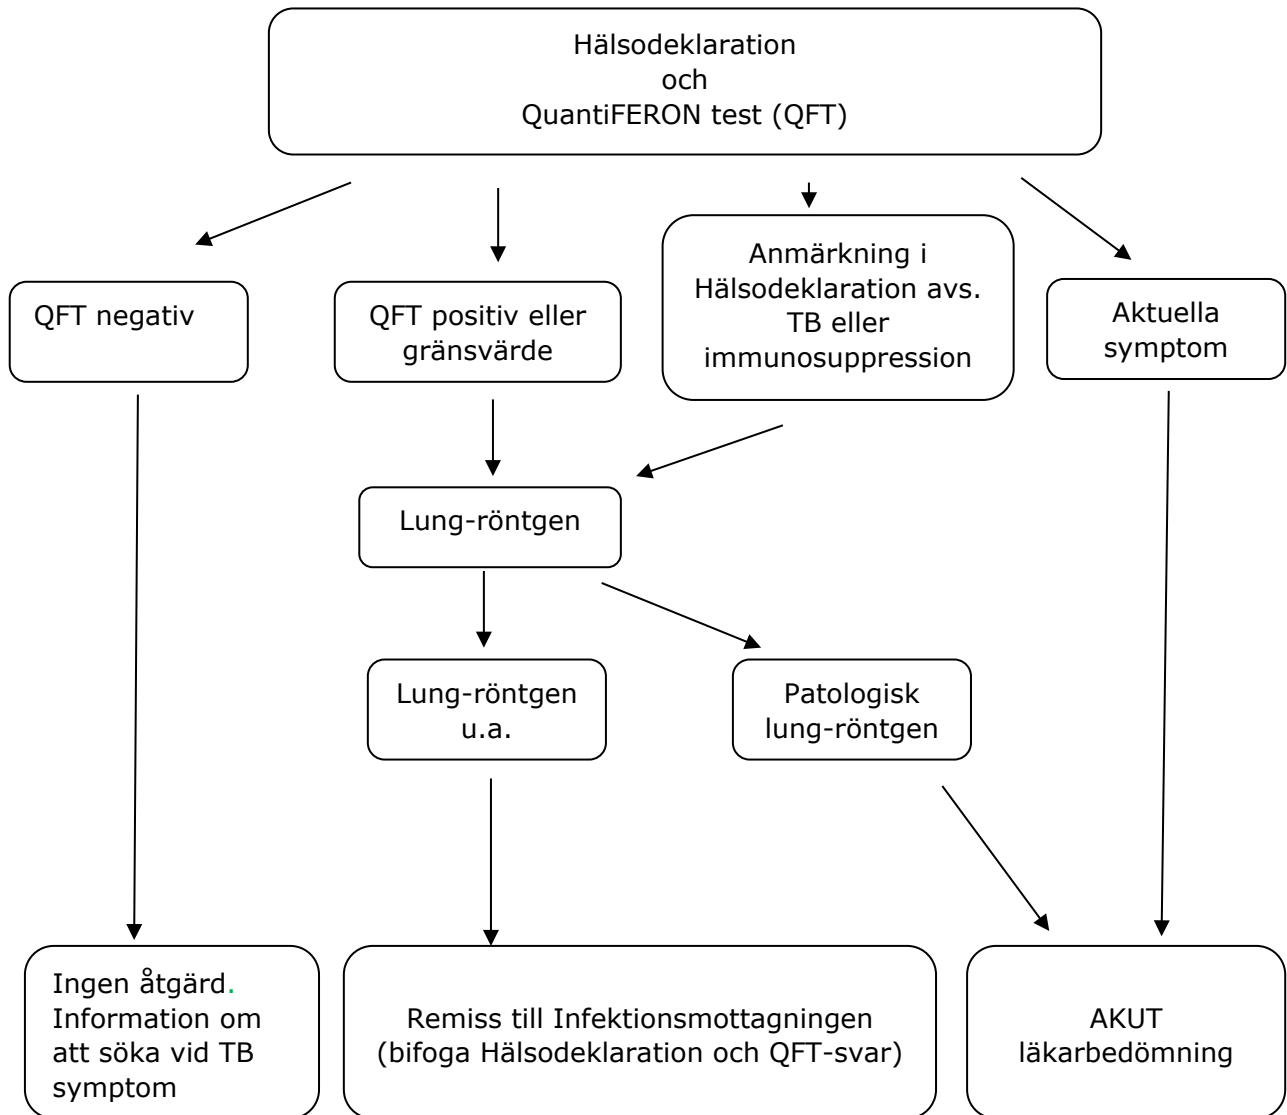 Hälsodeklaration
och
QuantiFERON test (QFT)
QFT negativ
QFT positiv eller
gränsvärde
Anmärkning i
Hälsodeklaration avs.
TB eller
immunosuppression
Aktuella
symptom
Lung-röntgen
Lung-röntgen
u.a.
Patologisk
lung-röntgen
Ingen åtgärd.
Information om
att söka vid TB
symptom
Remiss till Infektionsmottagningen
(bifoga Hälsodeklaration och QFT-svar)
AKUT
läkarbedömning